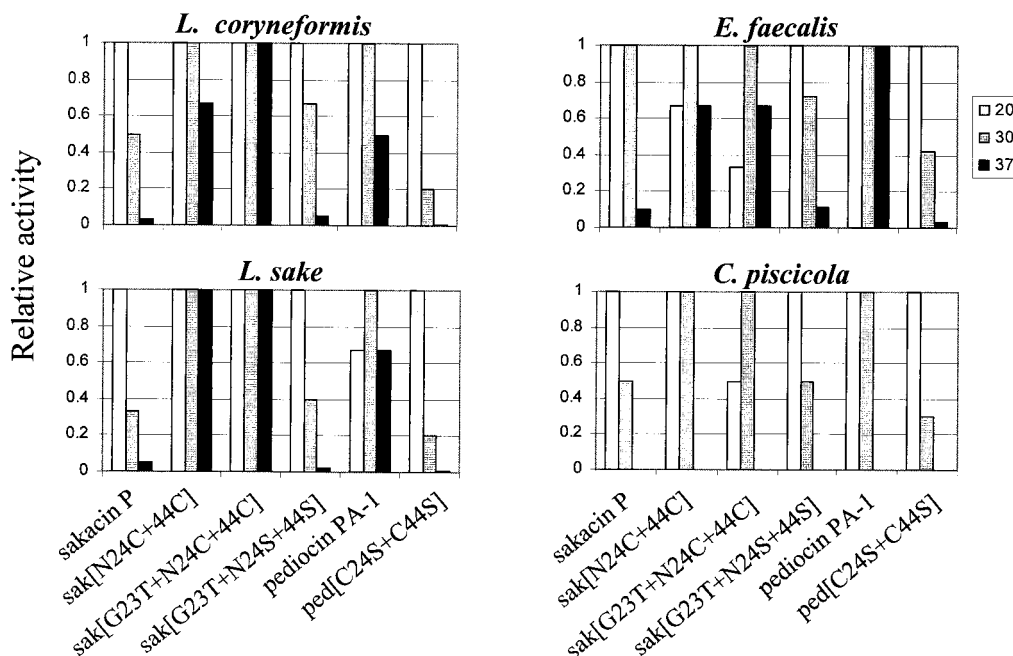 L. coryneformis
E. faecalis
1
0.8
0.6
0.4
0.2
0
1
0.8
0.6
0.4
0.2
0
20
30
37
Relative activity
L. sake
C. piscicola
1
0.8
0.6
0.4
0.2
0
1
0.8
0.6
0.4
0.2
0
sakacin P
sak[N24C+44C]
sak[G23T+N24C+44C]
sak[G23T+N24S+44S]
pediocin PA-1
ped[C24S+C44S]
sakacin P
sak[N24C+44C]
sak[G23T+N24C+44C]
sak[G23T+N24S+44S]
pediocin PA-1
ped[C24S+C44S]